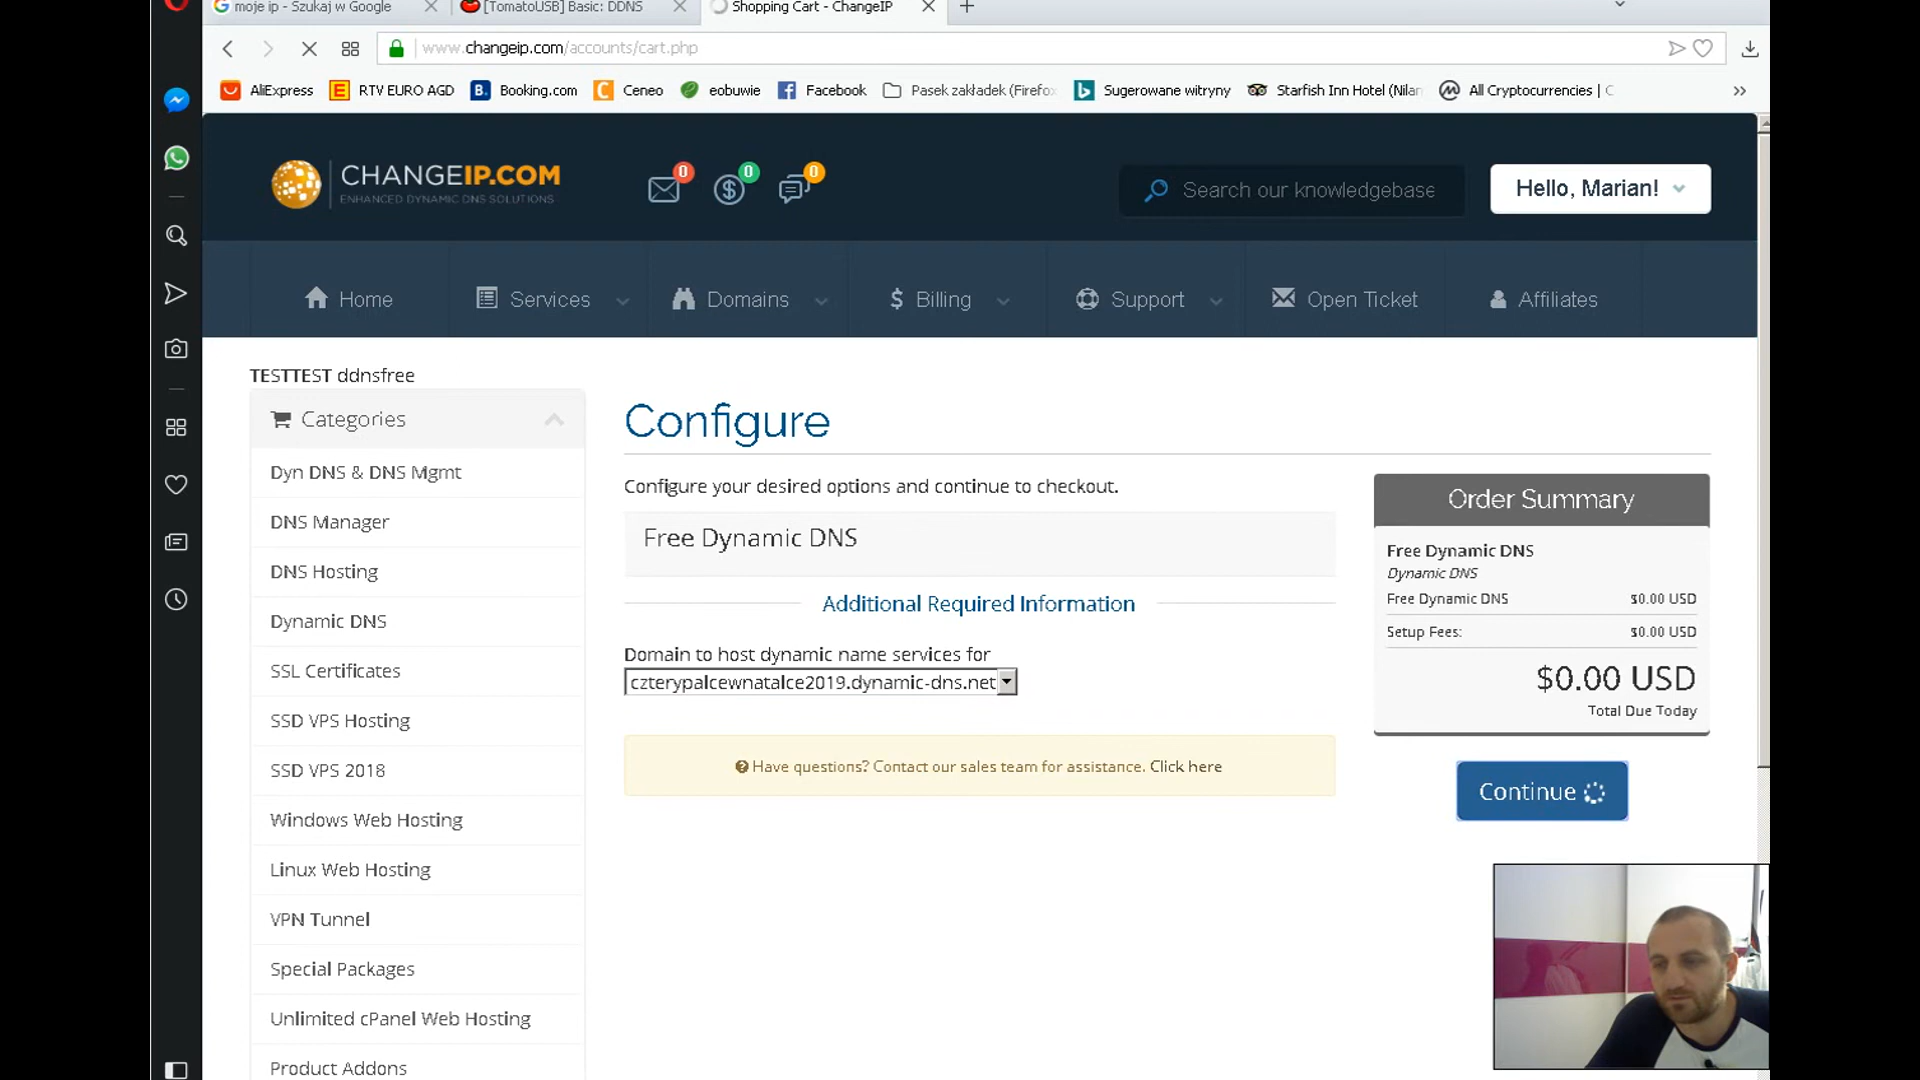 moje ip - Szukaj w Google
[TomatoUSB] Basic: DDNS
Shopping Cart - ChangeIP
www.changeip.com/accounts/cart.php
AliExpress
RTV EURO AGD
Booking.com
Ceneo
eobuwie
Facebook
Pasek zakładek (Firefo
Sugerowane witryny
Starfish Inn Hotel (Nilan
All Cryptocurrencies | C
CHANGEIP.COM
ENHANCED DYNAMIC DNS SOLUTIONS
0
0
0
Search our knowledgebase
Hello, Marian!
Home
Services
Domains
Billing
Support
Open Ticket
Affiliates
TESTTEST ddnsfree
Categories
Dyn DNS & DNS Mgmt
DNS Manager
DNS Hosting
Dynamic DNS
SSL Certificates
SSD VPS Hosting
SSD VPS 2018
Windows Web Hosting
Linux Web Hosting
VPN Tunnel
Special Packages
Unlimited cPanel Web Hosting
Product Addons
Configure
Configure your desired options and continue to checkout.
Free Dynamic DNS
Additional Required Information
Domain to host dynamic name services for
czterypalcewnatalce2019.dynamic-dns.net
Have questions? Contact our sales team for assistance. Click here
Order Summary
Free Dynamic DNS
Dynamic DNS
Free Dynamic DNS $0.00 USD
Setup Fees: $0.00 USD
$0.00 USD
Total Due Today
Continue